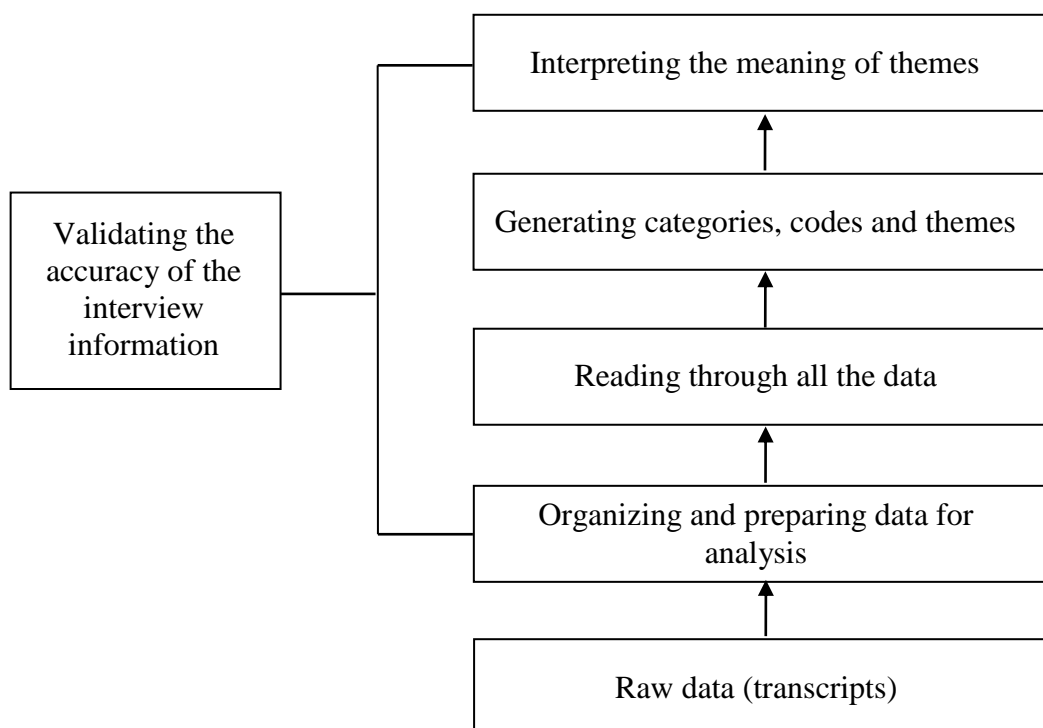 Interpreting the meaning of themes
Generating categories, codes and themes
Validating the
accuracy of the
interview
information
Reading through all the data
Organizing and preparing data for
analysis
Raw data (transcripts)